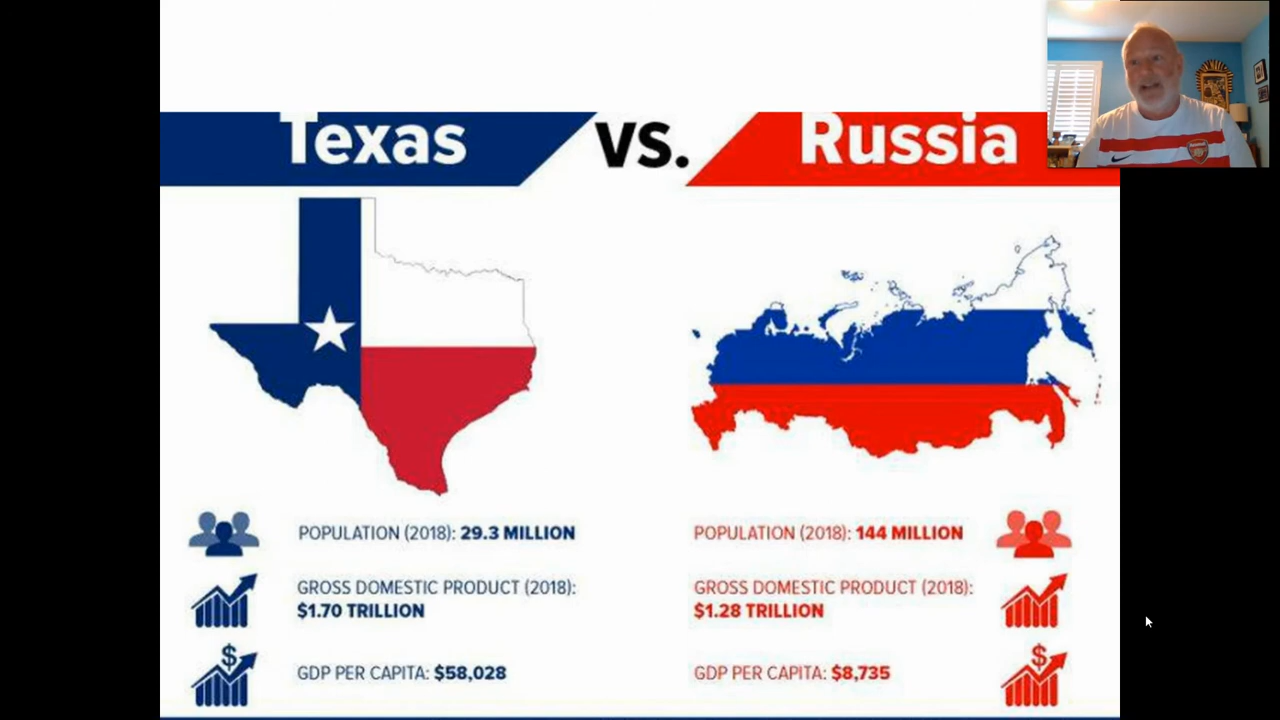 Texas VS. Russia
POPULATION (2018): 29.3 MILLION
GROSS DOMESTIC PRODUCT (2018):
$1.70 TRILLION
GDP PER CAPITA: $58,028
POPULATION (2018): 144 MILLION
GROSS DOMESTIC PRODUCT (2018):
$1.28 TRILLION
GDP PER CAPITA: $8,735